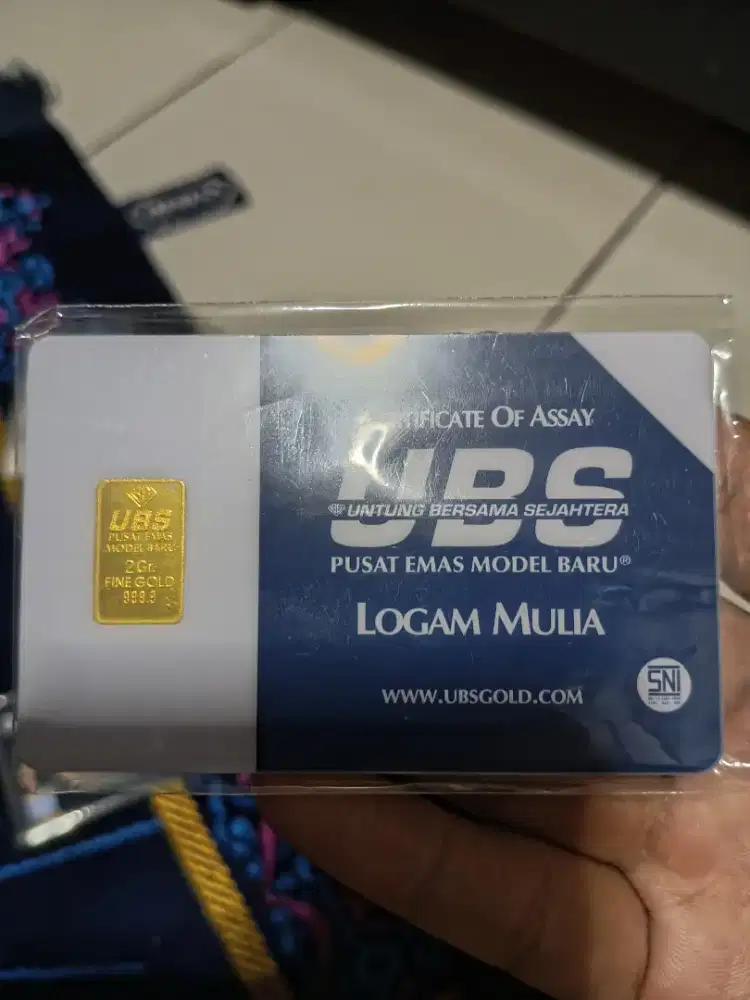 UBS
PUSAT EMAS
MODEL BARU
2 Gr.
FINE GOLD
999.9
OF ASSAY
UBS
UNTUNG BERSAMA SEJAHTERA
PUSAT EMAS MODEL BARU®
LOGAM MULIA
WWW.UBSGOLD.COM
SNI